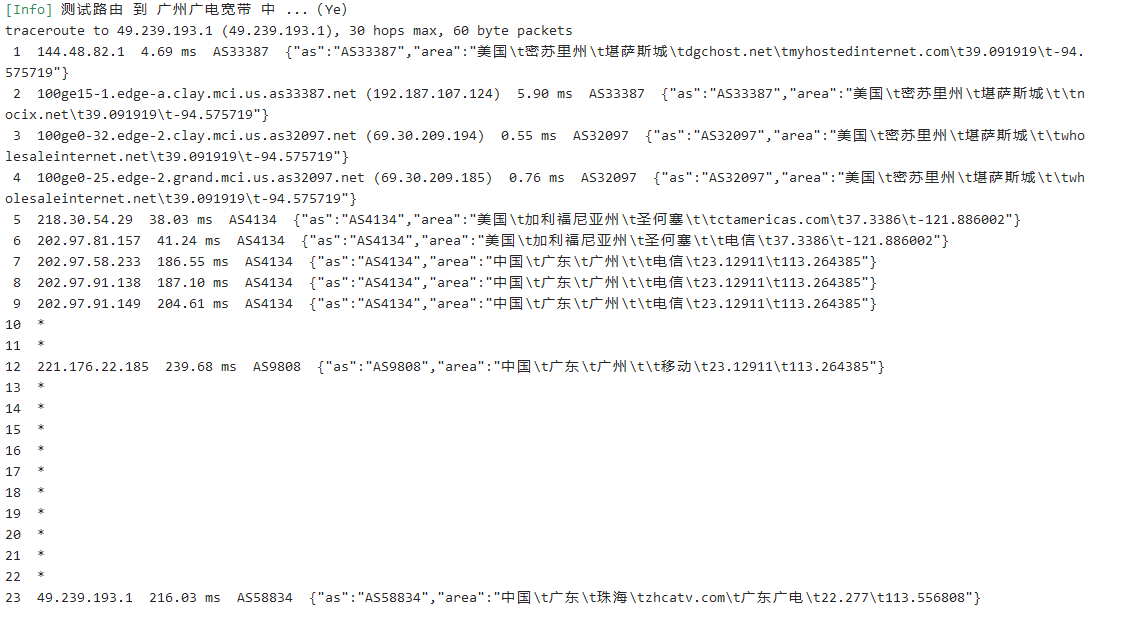 [Info] 测试路由 到 广州广电宽带 中 ... (Ye)
traceroute to 49.239.193.1 (49.239.193.1), 30 hops max, 60 byte packets
1 144.48.82.1 4.69 ms AS33387 {"as":"AS33387","area":"美国\t密苏里州\t堪萨斯城\tdgchost.net\tmyhostedinternet.com\t39.091919\t-94.
575719"}
2 100ge15-1.edge-a.clay.mci.us.as33387.net (192.187.107.124) 5.90 ms AS33387 {"as":"AS33387","area":"美国\t密苏里州\t堪萨斯城\t\tn
ocix.net\t39.091919\t-94.575719"}
3 100ge0-32.edge-2.clay.mci.us.as32097.net (69.30.209.194) 0.55 ms AS32097 {"as":"AS32097","area":"美国\t密苏里州\t堪萨斯城\t\twho
lesaleinternet.net\t39.091919\t-94.575719"}
4 100ge0-25.edge-2.grand.mci.us.as32097.net (69.30.209.185) 0.76 ms AS32097 {"as":"AS32097","area":"美国\t密苏里州\t堪萨斯城\t\twh
olesaleinternet.net\t39.091919\t-94.575719"}
5 218.30.54.29 38.03 ms AS4134 {"as":"AS4134","area":"美国\t加利福尼亚州\t圣何塞\t\tctamericas.com\t37.3386\t-121.886002"}
6 202.97.81.157 41.24 ms AS4134 {"as":"AS4134","area":"美国\t加利福尼亚州\t圣何塞\t\t电信\t37.3386\t-121.886002"}
7 202.97.58.233 186.55 ms AS4134 {"as":"AS4134","area":"中国\t广东\t广州\t\t电信\t23.12911\t113.264385"}
8 202.97.91.138 187.10 ms AS4134 {"as":"AS4134","area":"中国\t广东\t广州\t\t电信\t23.12911\t113.264385"}
9 202.97.91.149 204.61 ms AS4134 {"as":"AS4134","area":"中国\t广东\t广州\t\t电信\t23.12911\t113.264385"}
10 *
11 *
12 221.176.22.185 239.68 ms AS9808 {"as":"AS9808","area":"中国\t广东\t广州\t\t移动\t23.12911\t113.264385"}
13 *
14 *
15 *
16 *
17 *
18 *
19 *
20 *
21 *
22 *
23 49.239.193.1 216.03 ms AS58834 {"as":"AS58834","area":"中国\t广东\t珠海\tzhcatv.com\t广东广电\t22.277\t113.556808"}